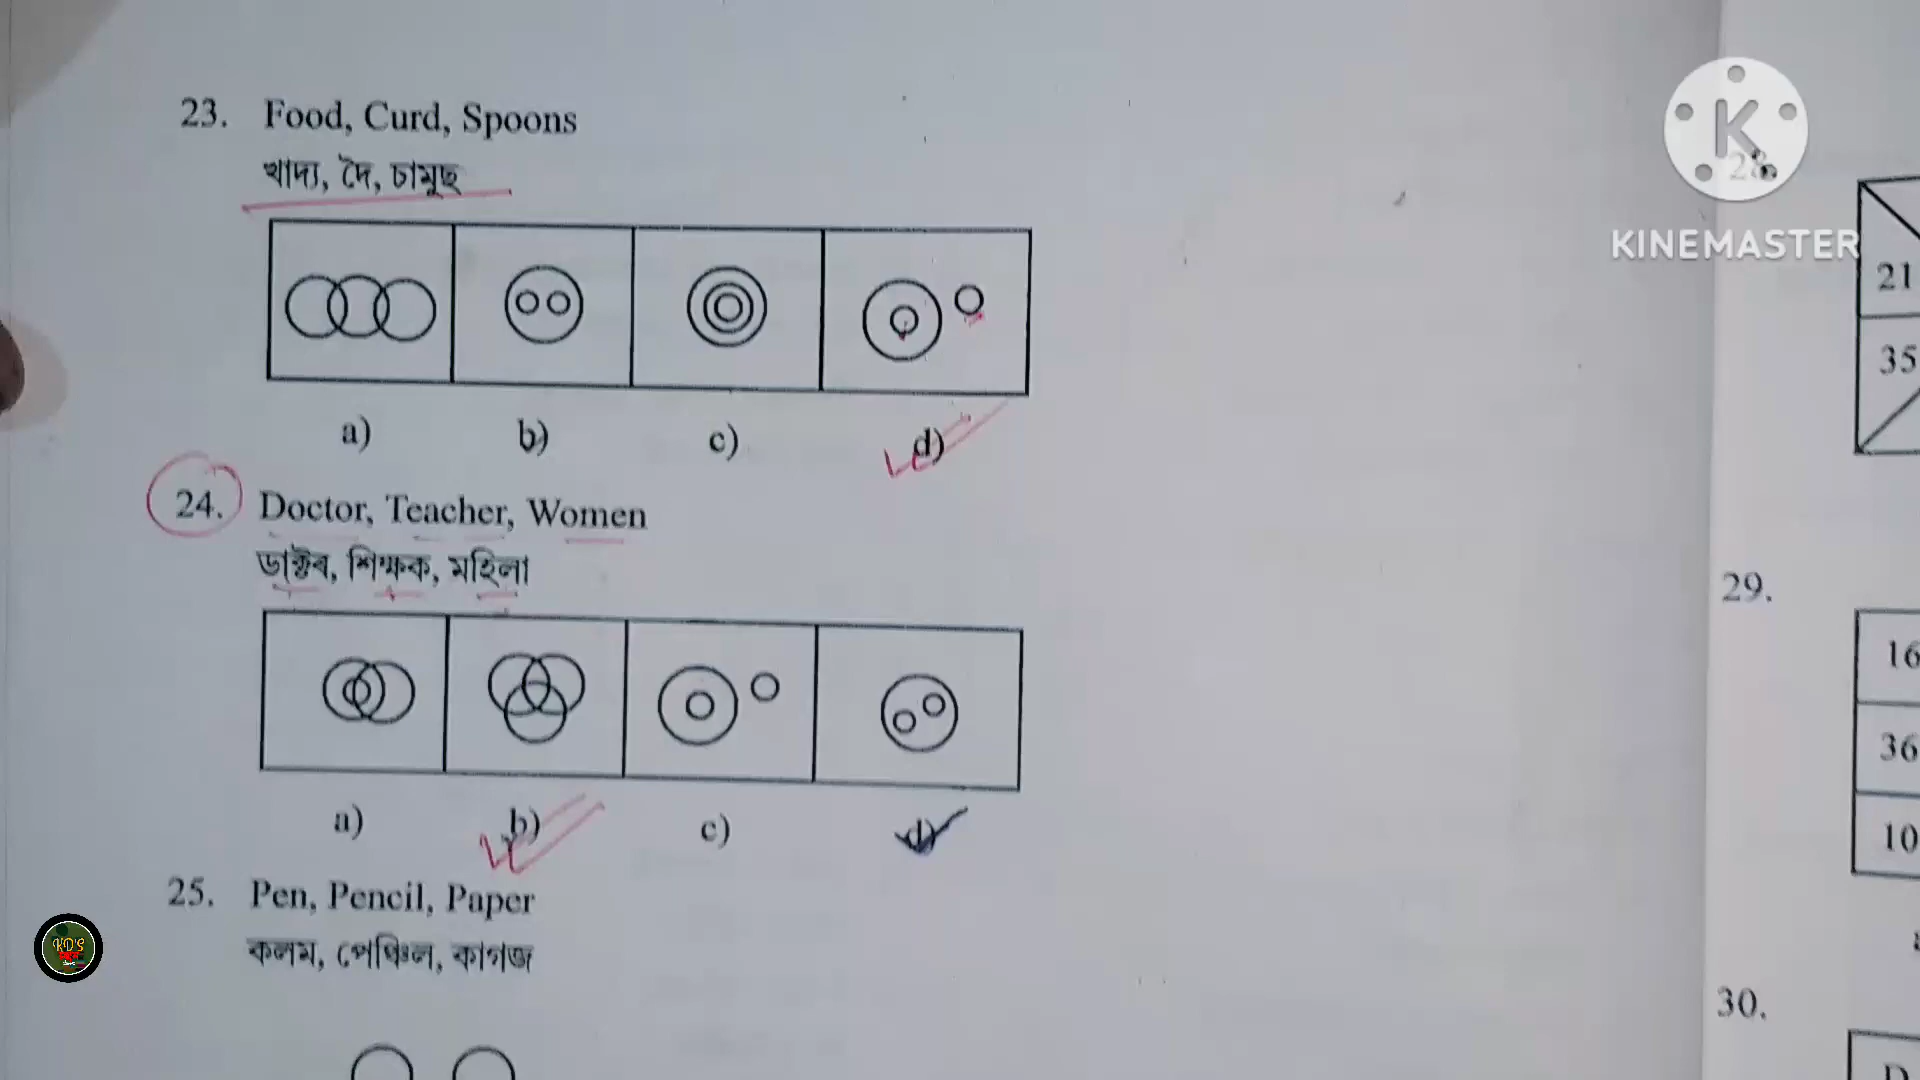 23. Food, Curd, Spoons
খাদ্য, দৈ, চামুছ
a) b) c) d)
24. Doctor, Teacher, Women
ডাক্টৰ, শিক্ষক, মহিলা
a) b) c) d)
25. Pen, Pencil, Paper
কলম, পেঞ্চিল, কাগজ
K
KINEMASTER
21
35
29.
16
36
10
30.
KD'S